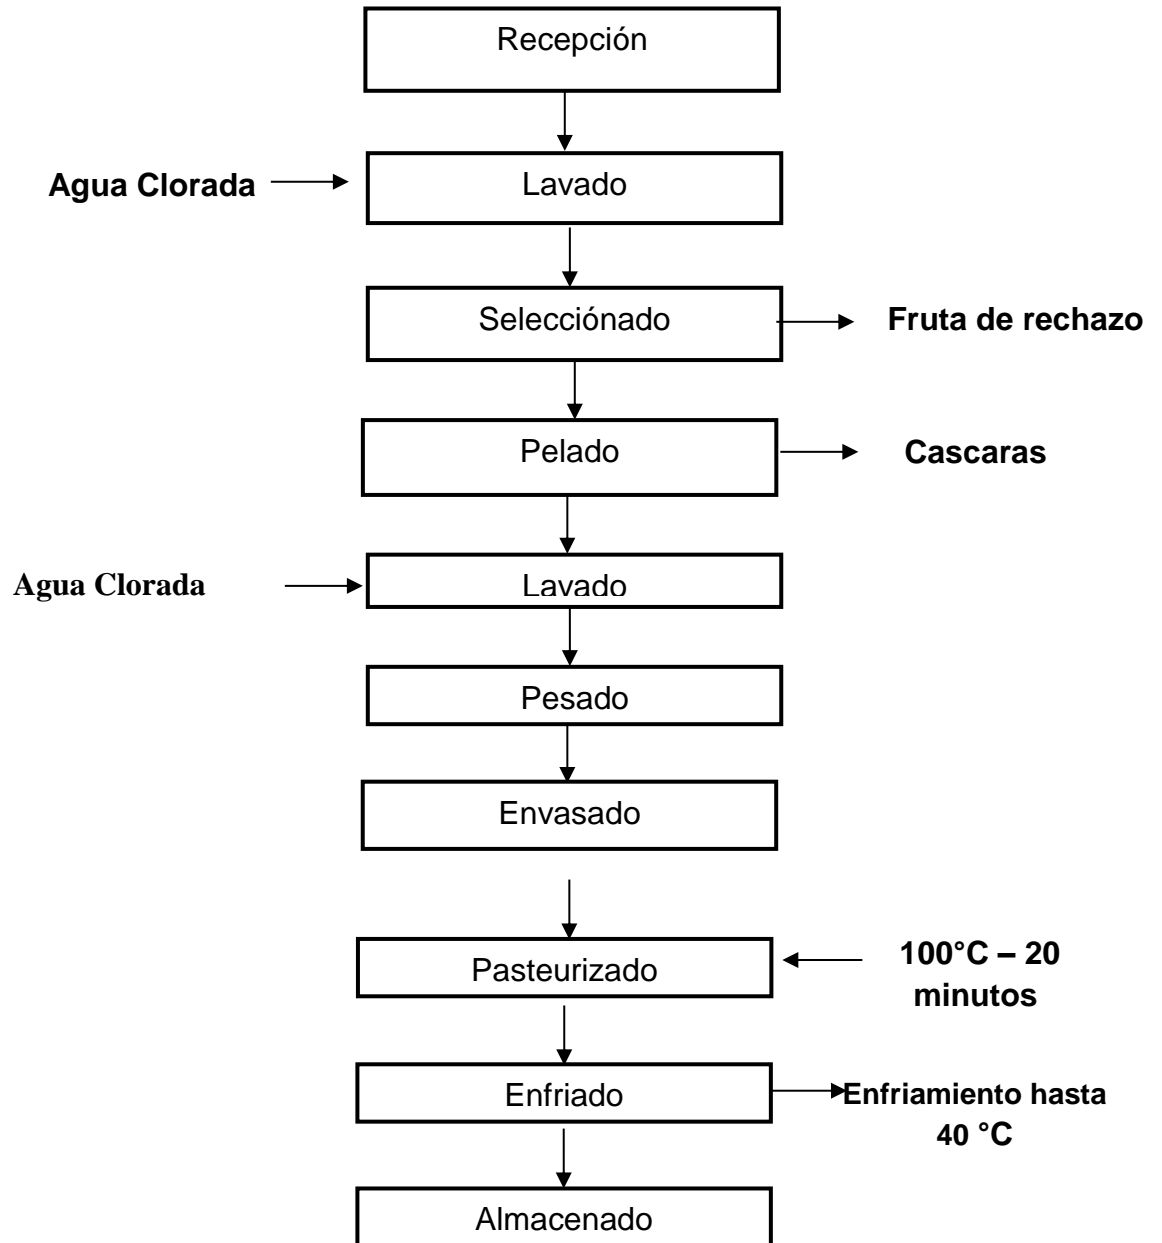 Recepción
Agua Clorada
Lavado
Selecciónado
Fruta de rechazo
Pelado
Cascaras
Agua Clorada
Lavado
Pesado
Envasado
Pasteurizado
100°C – 20
minutos
Enfriado
Enfriamiento hasta
40 °C
Almacenado